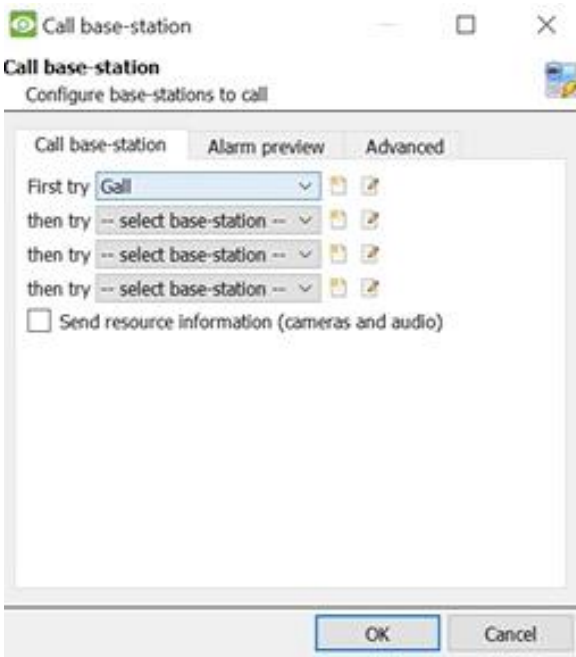 Call base-station
Call base-station
Configure base-stations to call
Call base-station Alarm preview Advanced
First try Gall
then try -- select base-station --
then try -- select base-station --
then try -- select base-station --
Send resource information (cameras and audio)
OK Cancel